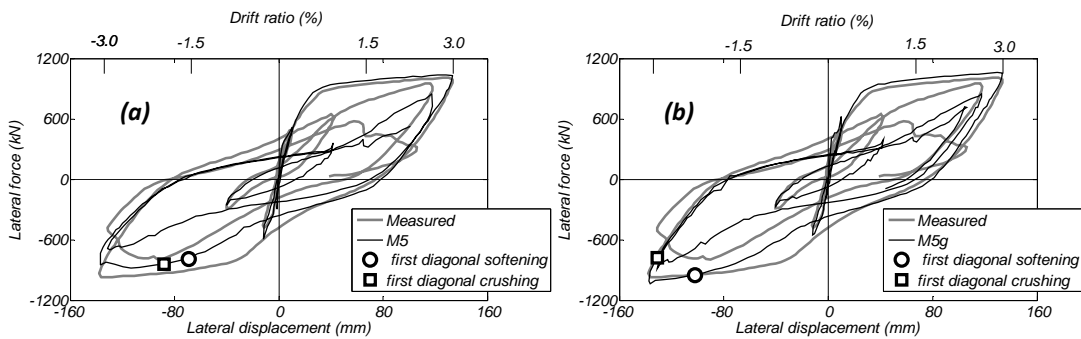 Drift ratio (%)
-3.0 -1.5 1.5 3.0
1200
600
0
-600
-1200
Lateral force (kN)
(a)
Measured
M5
first diagonal softening
first diagonal crushing
-160 -80 0 80 160
Lateral displacement (mm)
Drift ratio (%)
-1.5 1.5 3.0
1200
600
0
-600
-1200
Lateral force (kN)
(b)
Measured
M5g
first diagonal softening
first diagonal crushing
-160 -80 0 80 160
Lateral displacement (mm)